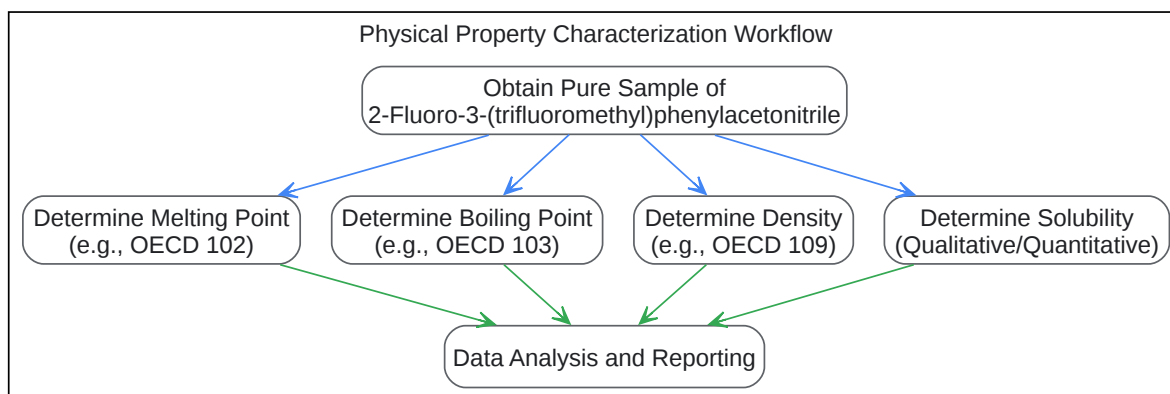 Physical Property Characterization Workflow
Obtain Pure Sample of
2-Fluoro-3-(trifluoromethyl)phenylacetonitrile
Determine Melting Point
(e.g., OECD 102)
Determine Boiling Point
(e.g., OECD 103)
Determine Density
(e.g., OECD 109)
Determine Solubility
(Qualitative/Quantitative)
Data Analysis and Reporting